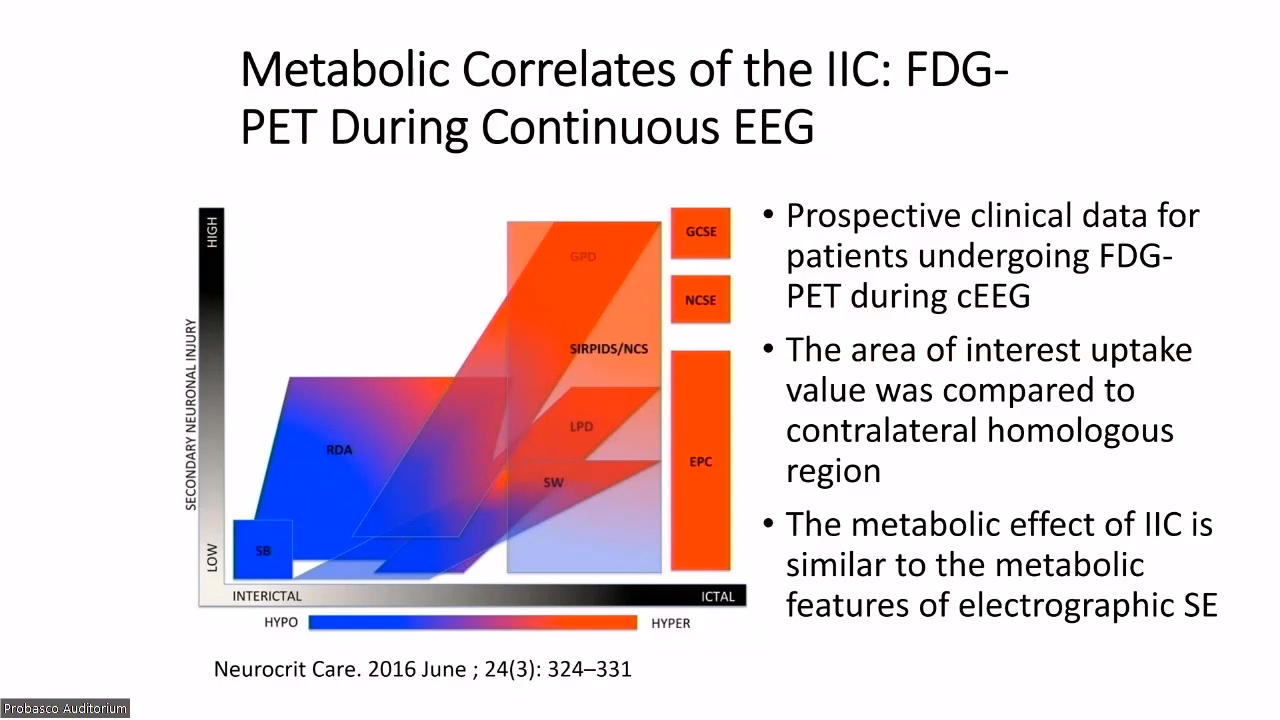 Metabolic Correlates of the IIC: FDG-
PET During Continuous EEG
HIGH
SECONDARY NEURONAL INJURY
LOW
GPD
SIRPIDS/NCS
LPD
SW
RDA
SB
GCSE
NCSE
EPC
INTERICTAL
ICTAL
HYPO
HYPER
• Prospective clinical data for
patients undergoing FDG-
PET during cEEG
• The area of interest uptake
value was compared to
contralateral homologous
region
• The metabolic effect of IIC is
similar to the metabolic
features of electrographic SE
Neurocrit Care. 2016 June ; 24(3): 324–331
Probasco Auditorium